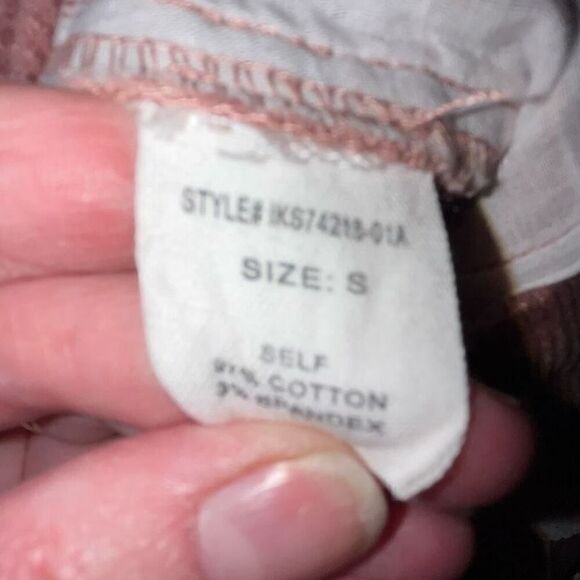 STYLE# IKS74218-01A
SIZE: S
SELF
97% COTTON
3% SPANDEX